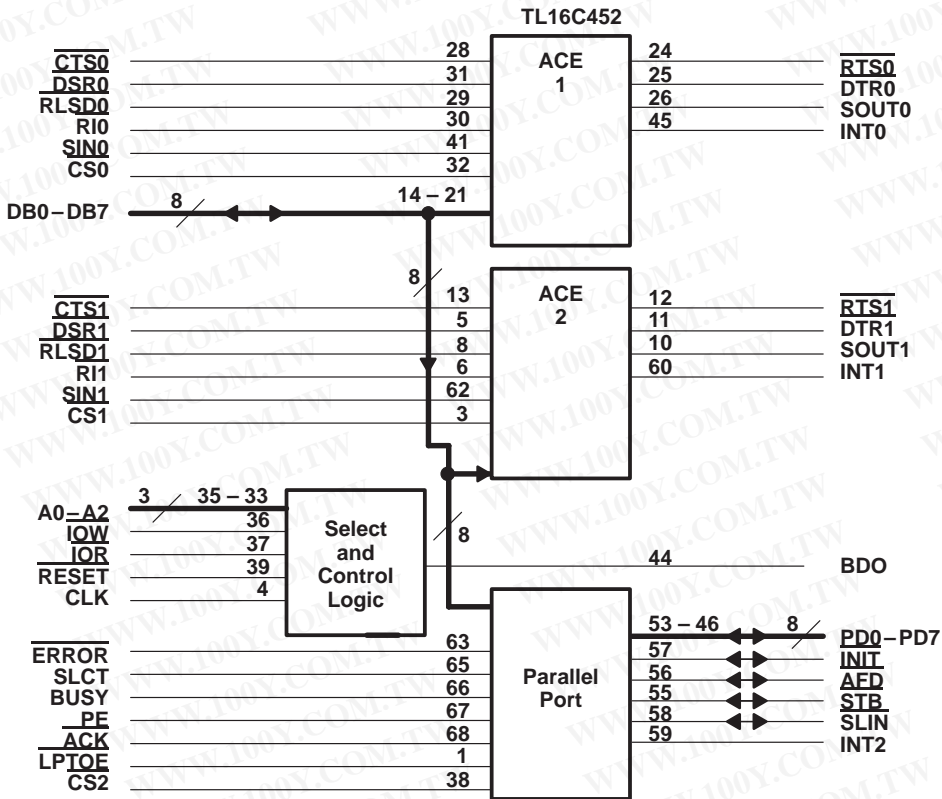 TL16C452
CTS0 28
DSR0 31
RLSD0 29
RI0 30
SIN0 41
CS0 32
ACE
1
24 RTS0
25 DTR0
26 SOUT0
45 INT0
DB0–DB7 8 14 – 21
8
CTS1 13
DSR1 5
RLSD1 8
RI1 6
SIN1 62
CS1 3
ACE
2
12 RTS1
11 DTR1
10 SOUT1
60 INT1
A0–A2 3 35 – 33
IOW 36
IOR 37
RESET 39
CLK 4
Select
and
Control
Logic
8
44 BDO
ERROR 63
SLCT 65
BUSY 66
PE 67
ACK 68
LPTOE 1
CS2 38
Parallel
Port
53 – 46 8 PD0–PD7
57 INIT
56 AFD
55 STB
58 SLIN
59 INT2
WWW.100Y.COM.TW